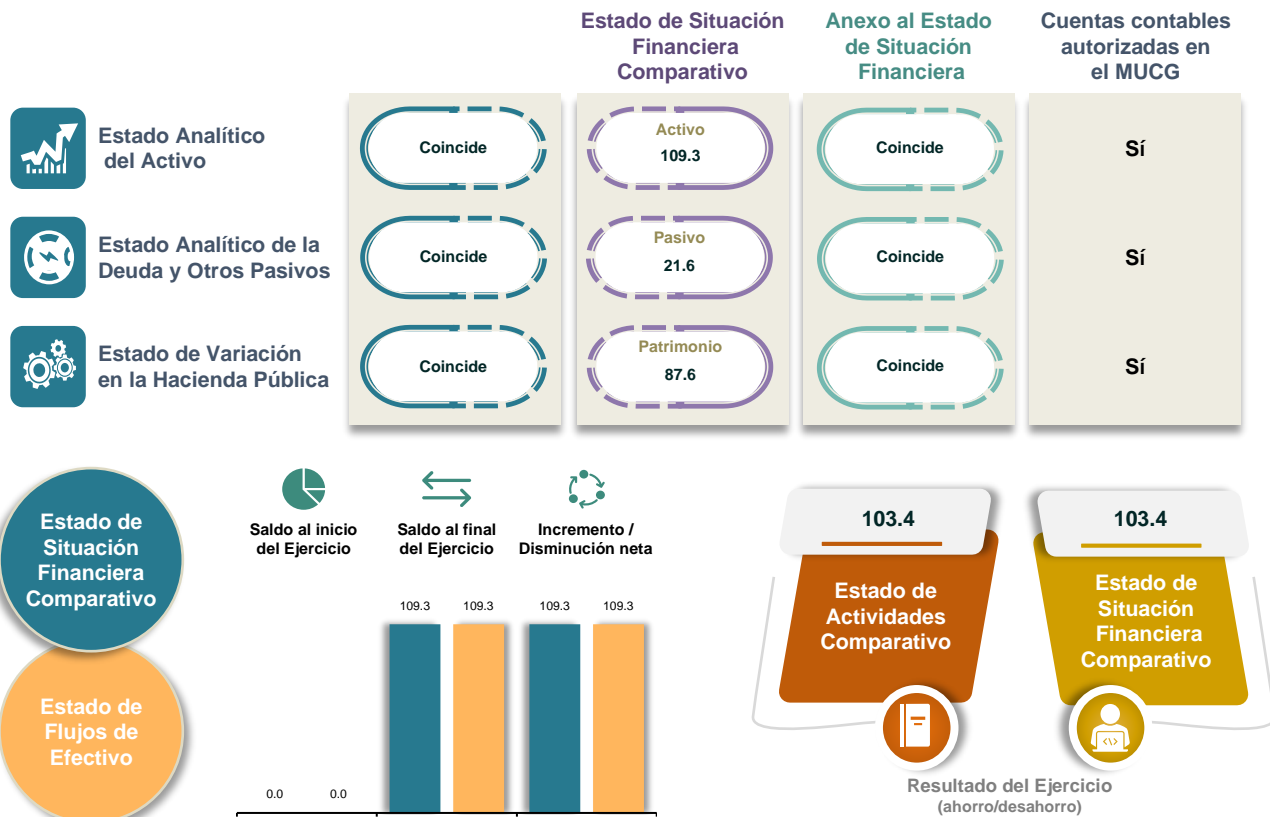 Estado de Situación
Financiera
Comparativo
Anexo al Estado
de Situación
Financiera
Cuentas contables
autorizadas en
el MUCG
Estado Analítico
del Activo
Coincide
Activo
109.3
Coincide
Sí
Estado Analítico de la
Deuda y Otros Pasivos
Coincide
Pasivo
21.6
Coincide
Sí
Estado de Variación
en la Hacienda Pública
Coincide
Patrimonio
87.6
Coincide
Sí
Estado de
Situación
Financiera
Comparativo
Estado de
Flujos de
Efectivo
Saldo al inicio
del Ejercicio
Saldo al final
del Ejercicio
Incremento /
Disminución neta
0.0
0.0
109.3
109.3
109.3
109.3
103.4
Estado de
Actividades
Comparativo
103.4
Estado de
Situación
Financiera
Comparativo
Resultado del Ejercicio
(ahorro/desahorro)